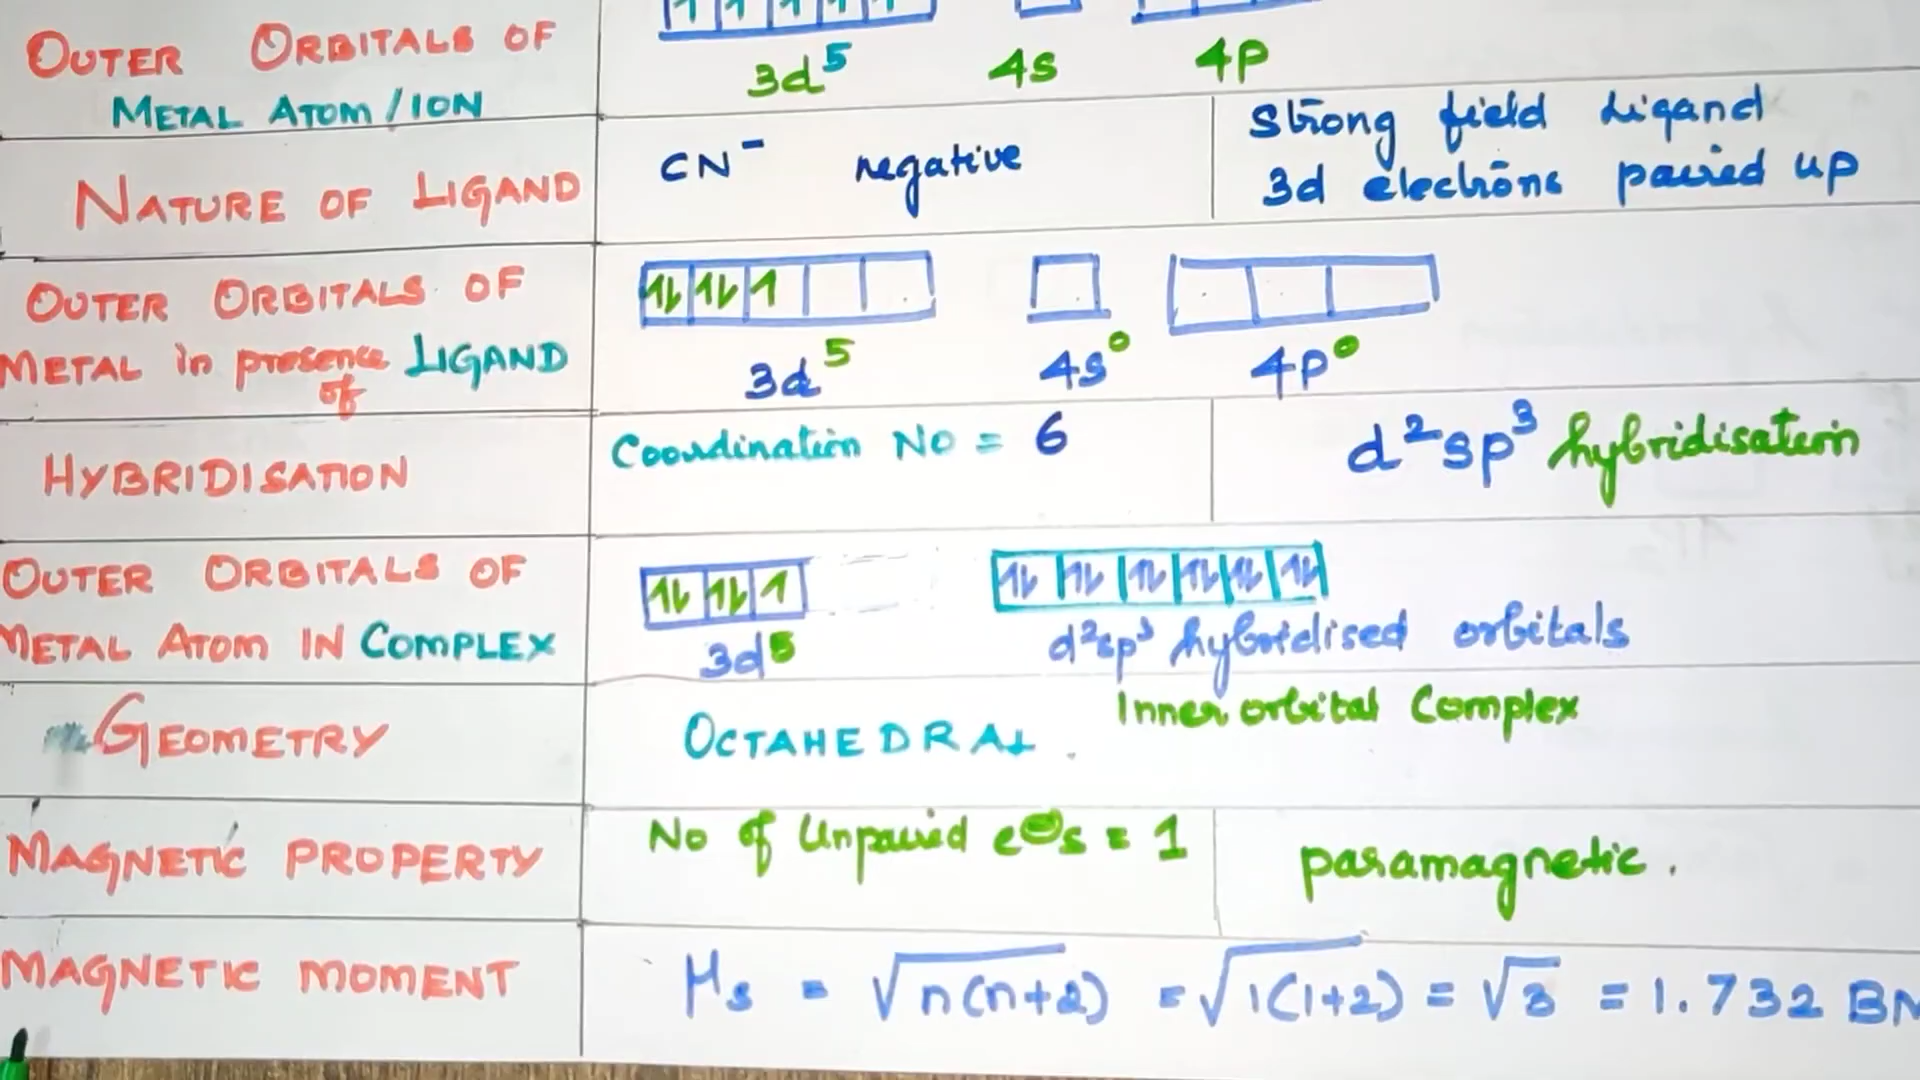 OUTER ORBITALS OF
METAL ATOM / ION
3d⁵ 4s 4p
NATURE OF LIGAND
CN⁻ negative
Strong field Ligand
3d electrons paired up
OUTER ORBITALS OF
METAL in presence of LIGAND
3d⁵ 4s⁰ 4p⁰
HYBRIDISATION
Coordination No = 6
d²sp³ hybridisation
OUTER ORBITALS OF
METAL Atom IN COMPLEX
3d⁵ d²sp³ hybridised orbitals
GEOMETRY
OCTAHEDRAL .
Inner orbital Complex
MAGNETIC PROPERTY
No of Unpaired e⊖s = 1
paramagnetic .
MAGNETIC MOMENT
μs = √n(n+2) = √1(1+2) = √3 = 1.732 BM